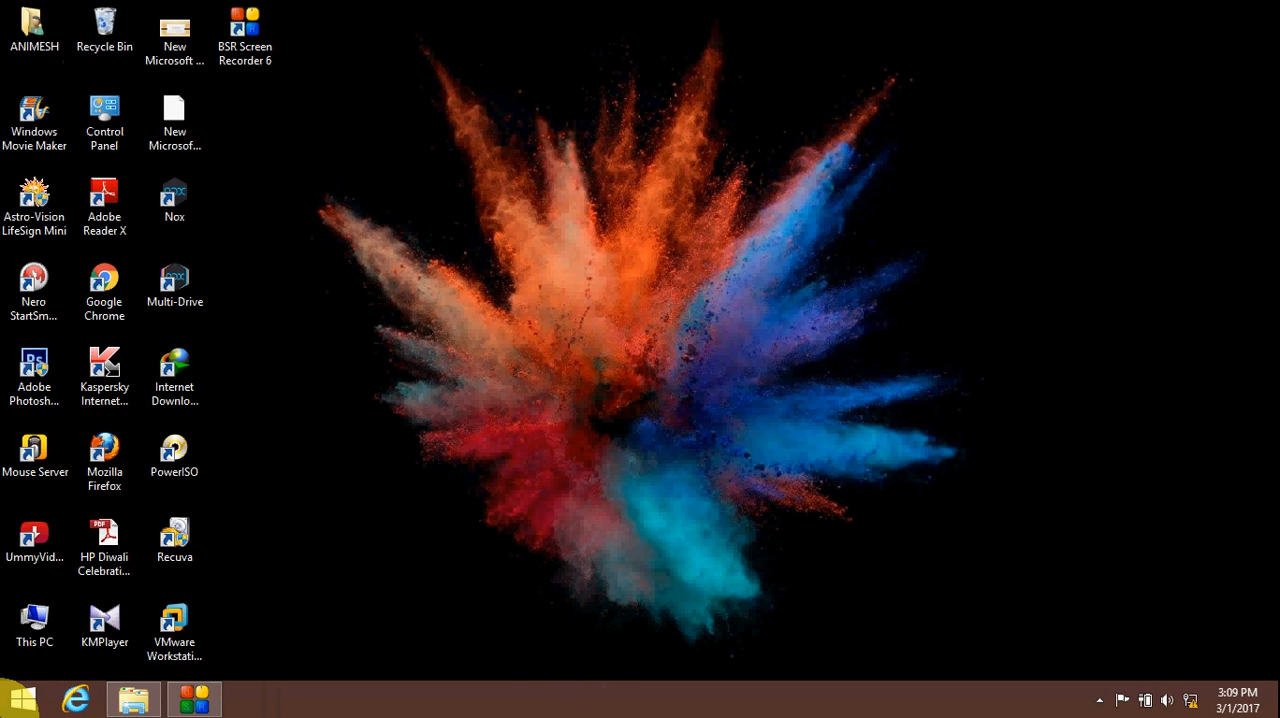 ANIMESH
Recycle Bin
New
Microsoft ...
BSR Screen
Recorder 6
Windows
Movie Maker
Control
Panel
New
Microsof...
Astro-Vision
LifeSign Mini
Adobe
Reader X
Nox
Nero
StartSm...
Google
Chrome
Multi-Drive
Adobe
Photosh...
Kaspersky
Internet...
Internet
Downlo...
Mouse Server
Mozilla
Firefox
PowerISO
UmmyVid...
HP Diwali
Celebrati...
Recuva
This PC
KMPlayer
VMware
Workstati...
3:09 PM
3/1/2017